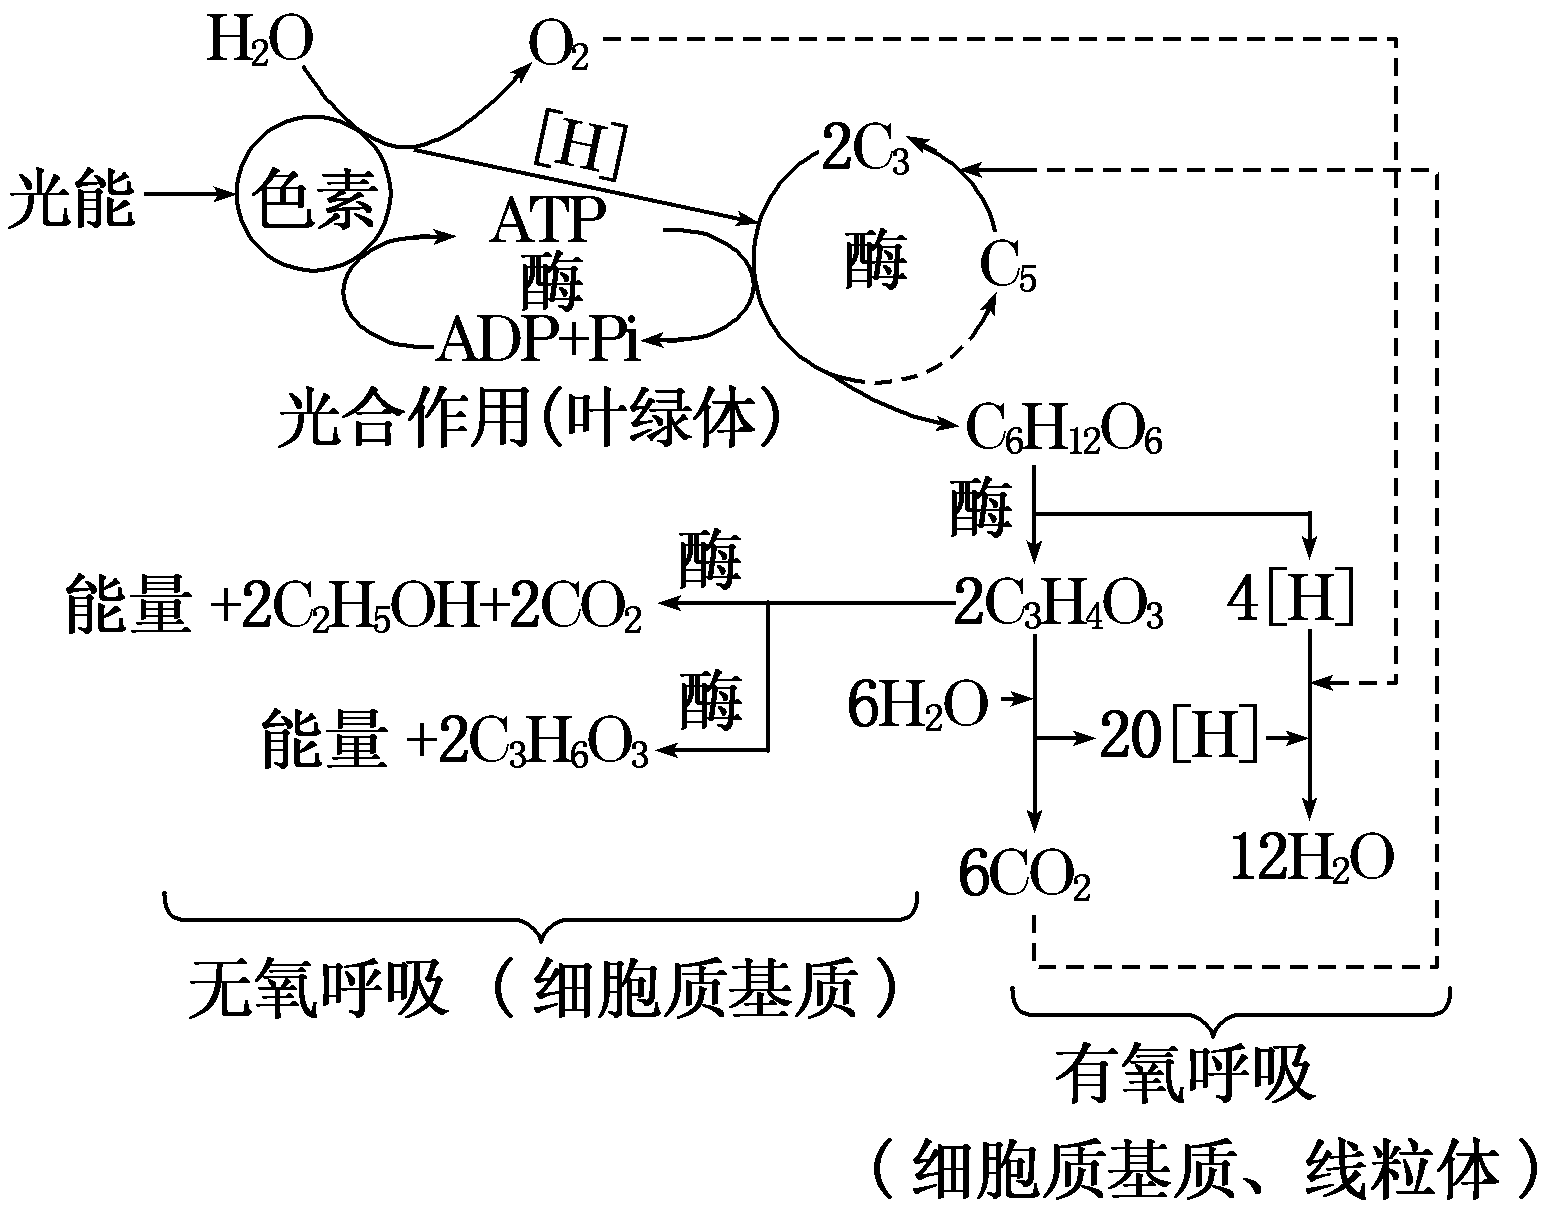 H₂O
O₂
[H]
光能
色素
ATP
酶
ADP+Pi
2C₃
酶
C₅
光合作用(叶绿体)
C₆H₁₂O₆
酶
酶
能量 +2C₂H₅OH+2CO₂
2C₃H₄O₃
4[H]
酶
6H₂O
能量 +2C₃H₆O₃
20[H]
6CO₂
12H₂O
无氧呼吸（细胞质基质）
有氧呼吸
（细胞质基质、线粒体）